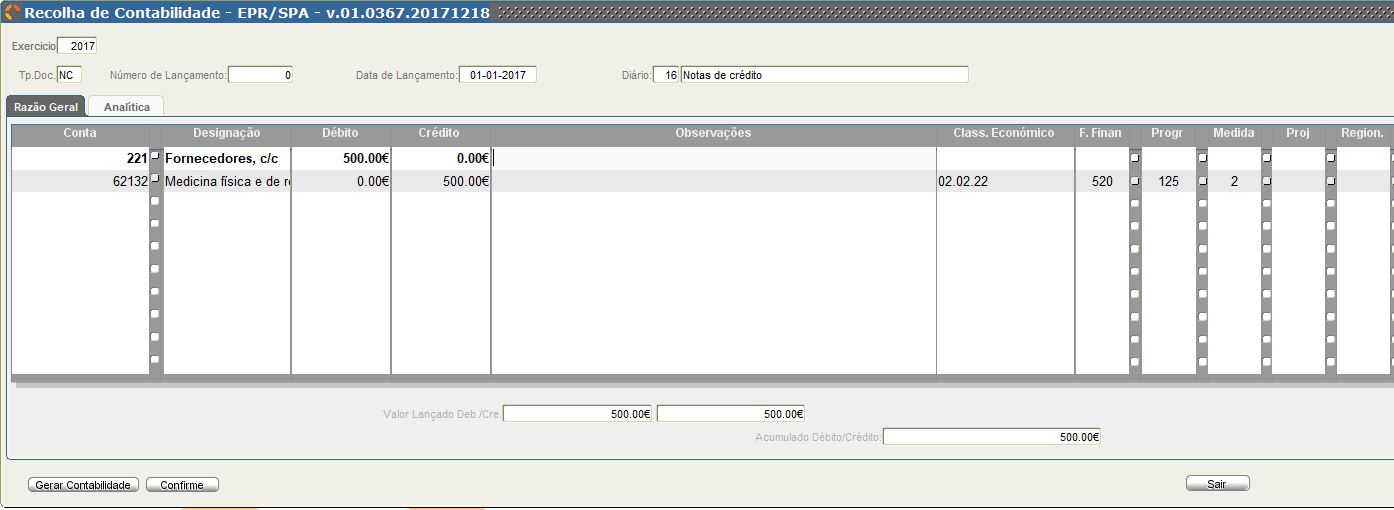 Recolha de Contabilidade - EPR/SPA - v.01.0367.20171218
Exercicio 2017
Tp.Doc. NC Número de Lançamento: 0 Data de Lançamento: 01-01-2017 Diário: 16 Notas de crédito
Razão Geral Analítica
Conta Designação Débito Crédito Observações Class. Económico F. Finan Progr Medida Proj Region.
221 Fornecedores, c/c 500.00€ 0.00€
62132 Medicina física e de re 0.00€ 500.00€ 02.02.22 520 125 2
Valor Lançado Deb./Cre. 500.00€ 500.00€
Acumulado Débito/Crédito: 500.00€
Gerar Contabilidade Confirme Sair